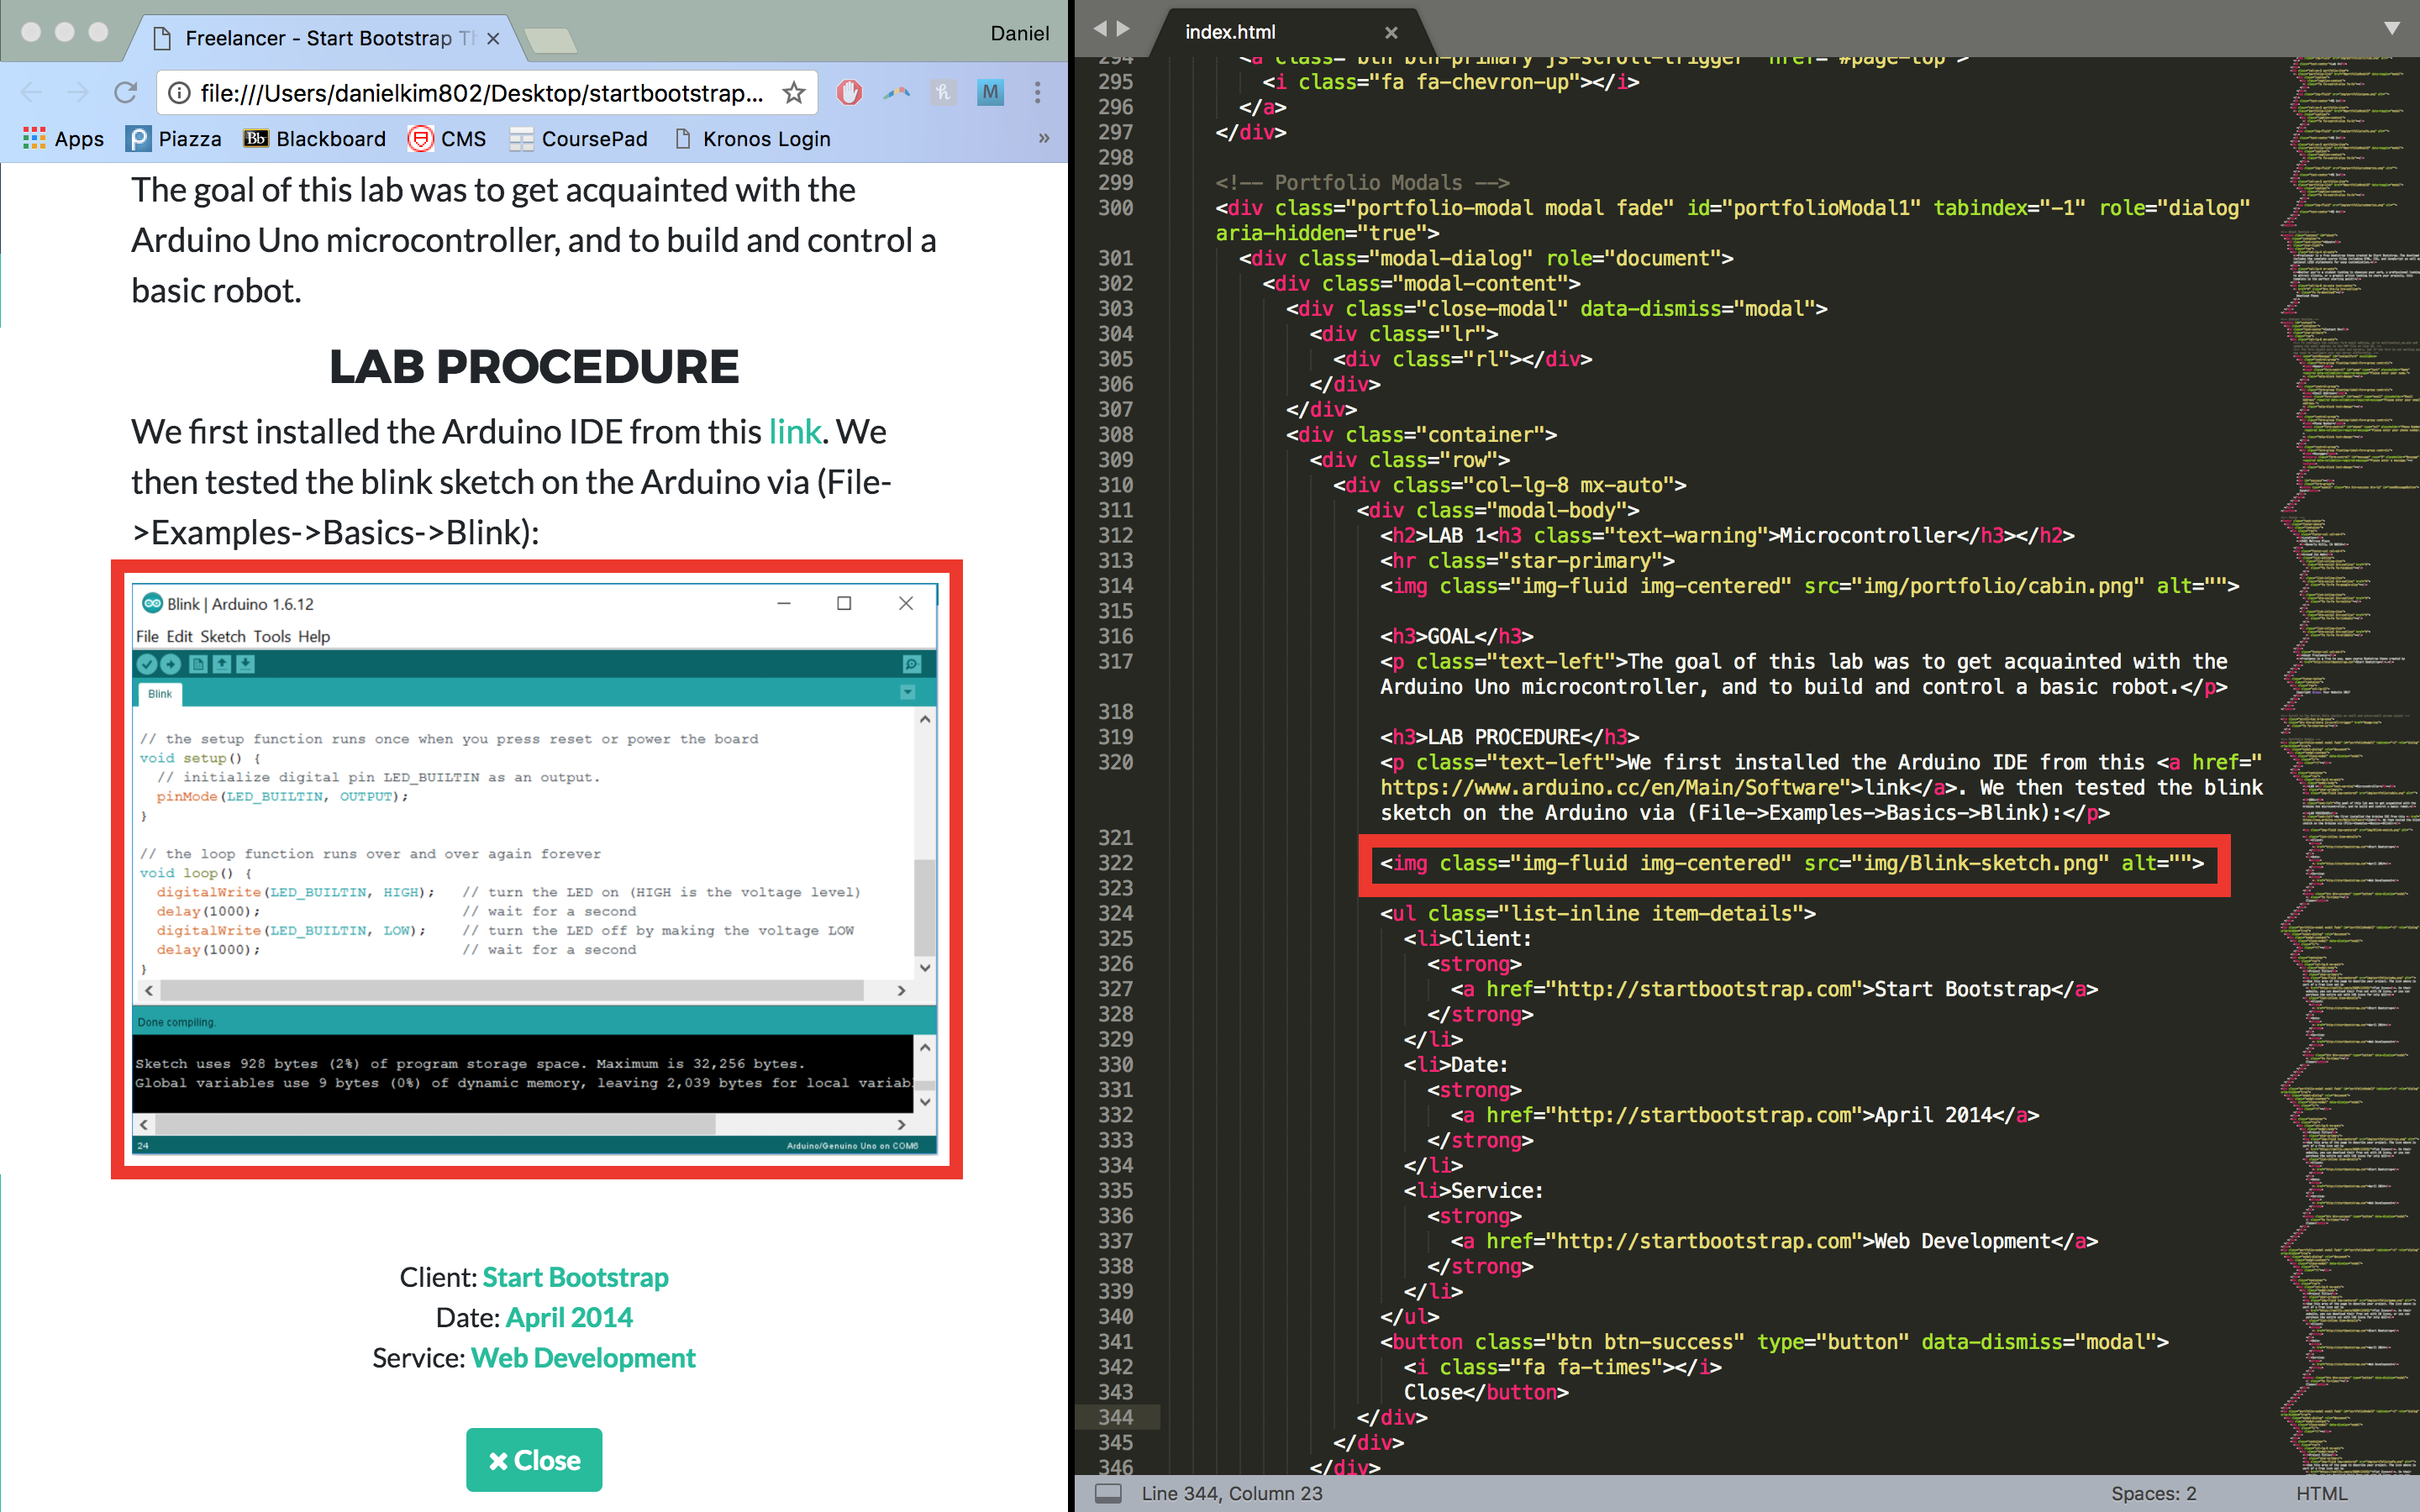 Freelancer - Start Bootstrap Th
Daniel
file:///Users/danielkim802/Desktop/startbootstrap...
Apps
Piazza
Bb Blackboard
CMS
CoursePad
Kronos Login
»
The goal of this lab was to get acquainted with the
Arduino Uno microcontroller, and to build and control a
basic robot.
LAB PROCEDURE
We first installed the Arduino IDE from this link. We
then tested the blink sketch on the Arduino via (File-
>Examples->Basics->Blink):
Blink | Arduino 1.6.12
File Edit Sketch Tools Help
Blink
// the setup function runs once when you press reset or power the board
void setup() {
// initialize digital pin LED_BUILTIN as an output.
pinMode(LED_BUILTIN, OUTPUT);
}
// the loop function runs over and over again forever
void loop() {
digitalWrite(LED_BUILTIN, HIGH);   // turn the LED on (HIGH is the voltage level)
delay(1000);                       // wait for a second
digitalWrite(LED_BUILTIN, LOW);    // turn the LED off by making the voltage LOW
delay(1000);                       // wait for a second
}
Done compiling.
Sketch uses 928 bytes (2%) of program storage space. Maximum is 32,256 bytes.
Global variables use 9 bytes (0%) of dynamic memory, leaving 2,039 bytes for local variab
24
Arduino/Genuino Uno on COM6
Client: Start Bootstrap
Date: April 2014
Service: Web Development
Close
index.html
294 <a class="btn btn-primary js-scroll-trigger" href="#page-top">
295 <i class="fa fa-chevron-up"></i>
296 </a>
297 </div>
298
299 <!-- Portfolio Modals -->
300 <div class="portfolio-modal modal fade" id="portfolioModal1" tabindex="-1" role="dialog"
aria-hidden="true">
301 <div class="modal-dialog" role="document">
302 <div class="modal-content">
303 <div class="close-modal" data-dismiss="modal">
304 <div class="lr">
305 <div class="rl"></div>
306 </div>
307 </div>
308 <div class="container">
309 <div class="row">
310 <div class="col-lg-8 mx-auto">
311 <div class="modal-body">
312 <h2>LAB 1<h3 class="text-warning">Microcontroller</h3></h2>
313 <hr class="star-primary">
314 <img class="img-fluid img-centered" src="img/portfolio/cabin.png" alt="">
315
316 <h3>GOAL</h3>
317 <p class="text-left">The goal of this lab was to get acquainted with the
Arduino Uno microcontroller, and to build and control a basic robot.</p>
318
319 <h3>LAB PROCEDURE</h3>
320 <p class="text-left">We first installed the Arduino IDE from this <a href="
https://www.arduino.cc/en/Main/Software">link</a>. We then tested the blink
sketch on the Arduino via (File->Examples->Basics->Blink):</p>
321
322 <img class="img-fluid img-centered" src="img/Blink-sketch.png" alt="">
323
324 <ul class="list-inline item-details">
325 <li>Client:
326 <strong>
327 <a href="http://startbootstrap.com">Start Bootstrap</a>
328 </strong>
329 </li>
330 <li>Date:
331 <strong>
332 <a href="http://startbootstrap.com">April 2014</a>
333 </strong>
334 </li>
335 <li>Service:
336 <strong>
337 <a href="http://startbootstrap.com">Web Development</a>
338 </strong>
339 </li>
340 </ul>
341 <button class="btn btn-success" type="button" data-dismiss="modal">
342 <i class="fa fa-times"></i>
343 Close</button>
344 </div>
345 </div>
346 </div>
Line 344, Column 23
Spaces: 2
HTML